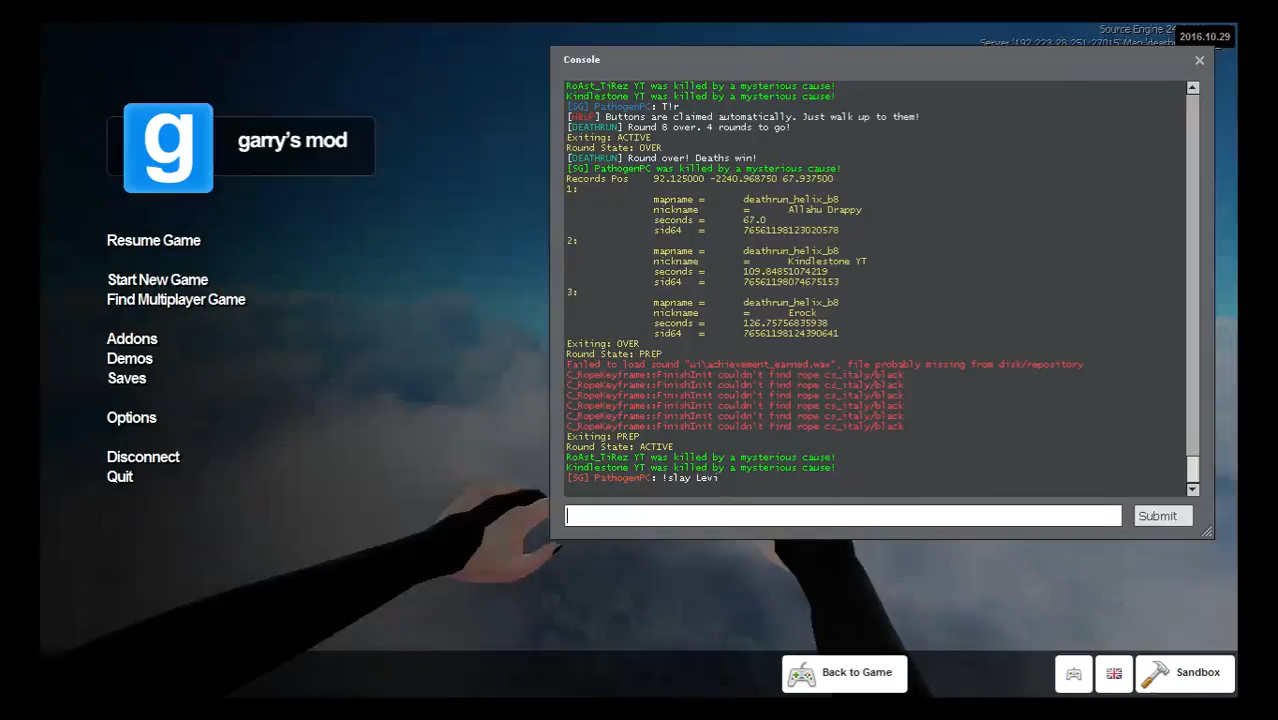 Source Engine 24
2016.10.29
Server '192.223.28.251:27015' Map 'death
garry's mod
Resume Game
Start New Game
Find Multiplayer Game
Addons
Demos
Saves
Options
Disconnect
Quit
Console
RoAst_TiRez YT was killed by a mysterious cause!
Kindlestone YT was killed by a mysterious cause!
[SG] PathogenPC: T!r
[HELP] Buttons are claimed automatically. Just walk up to them!
[DEATHRUN] Round 8 over. 4 rounds to go!
Exiting: ACTIVE
Round State: OVER
[DEATHRUN] Round over! Deaths win!
[SG] PathogenPC was killed by a mysterious cause!
Records Pos 92.125000 -2240.968750 67.937500
1:
mapname = deathrun_helix_b8
nickname = Allahu Drappy
seconds = 67.0
sid64 = 76561198123020578
2:
mapname = deathrun_helix_b8
nickname = Kindlestone YT
seconds = 109.84851074219
sid64 = 76561198074675153
3:
mapname = deathrun_helix_b8
nickname = Erock
seconds = 126.75756835938
sid64 = 76561198124390641
Exiting: OVER
Round State: PREP
Failed to load sound "ui\achievement_earned.wav", file probably missing from disk/repository
C_RopeKeyframe::FinishInit couldn't find rope cs_italy/black
C_RopeKeyframe::FinishInit couldn't find rope cs_italy/black
C_RopeKeyframe::FinishInit couldn't find rope cs_italy/black
C_RopeKeyframe::FinishInit couldn't find rope cs_italy/black
C_RopeKeyframe::FinishInit couldn't find rope cs_italy/black
C_RopeKeyframe::FinishInit couldn't find rope cs_italy/black
Exiting: PREP
Round State: ACTIVE
RoAst_TiRez YT was killed by a mysterious cause!
Kindlestone YT was killed by a mysterious cause!
[SG] PathogenPC: !slay Levi
Submit
Back to Game
Sandbox